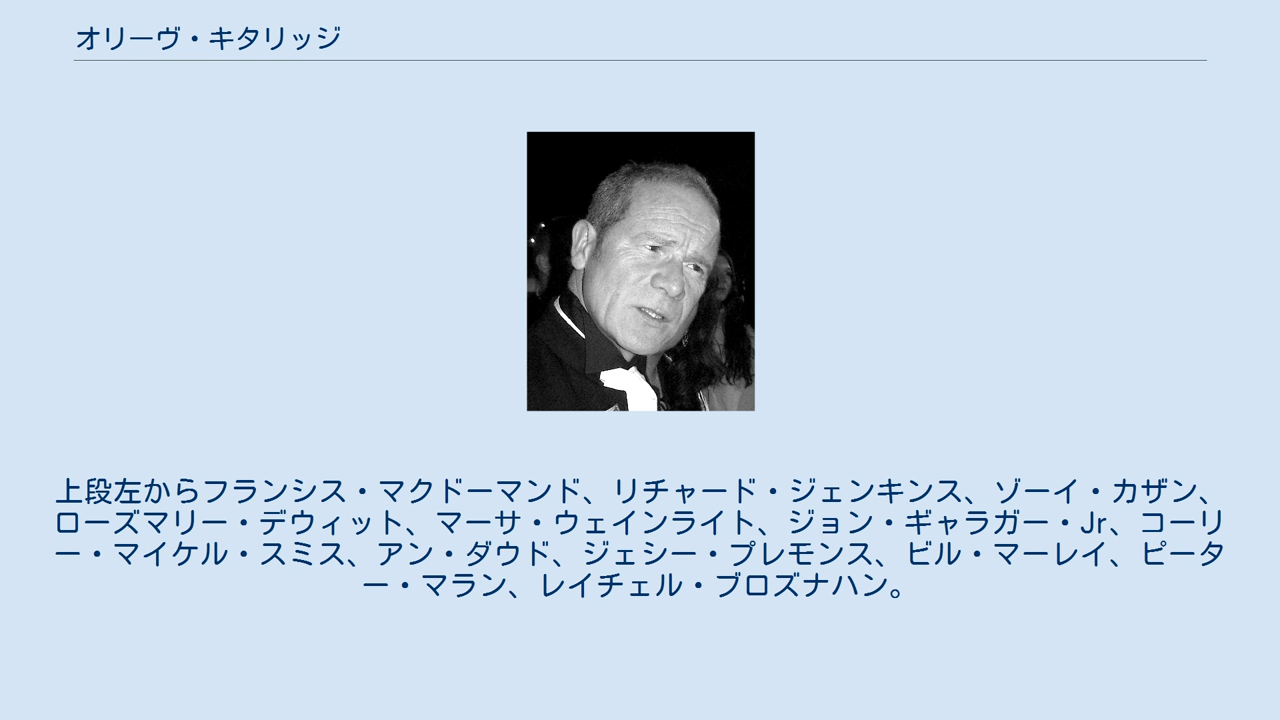 オリーヴ・キタリッジ
上段左からフランシス・マクドーマンド、リチャード・ジェンキンス、ゾーイ・カザン、
ローズマリー・デウィット、マーサ・ウェインライト、ジョン・ギャラガー・Jr、コーリ
ー・マイケル・スミス、アン・ダウド、ジェシー・プレモンス、ビル・マーレイ、ピータ
ー・マラン、レイチェル・ブロズナハン。